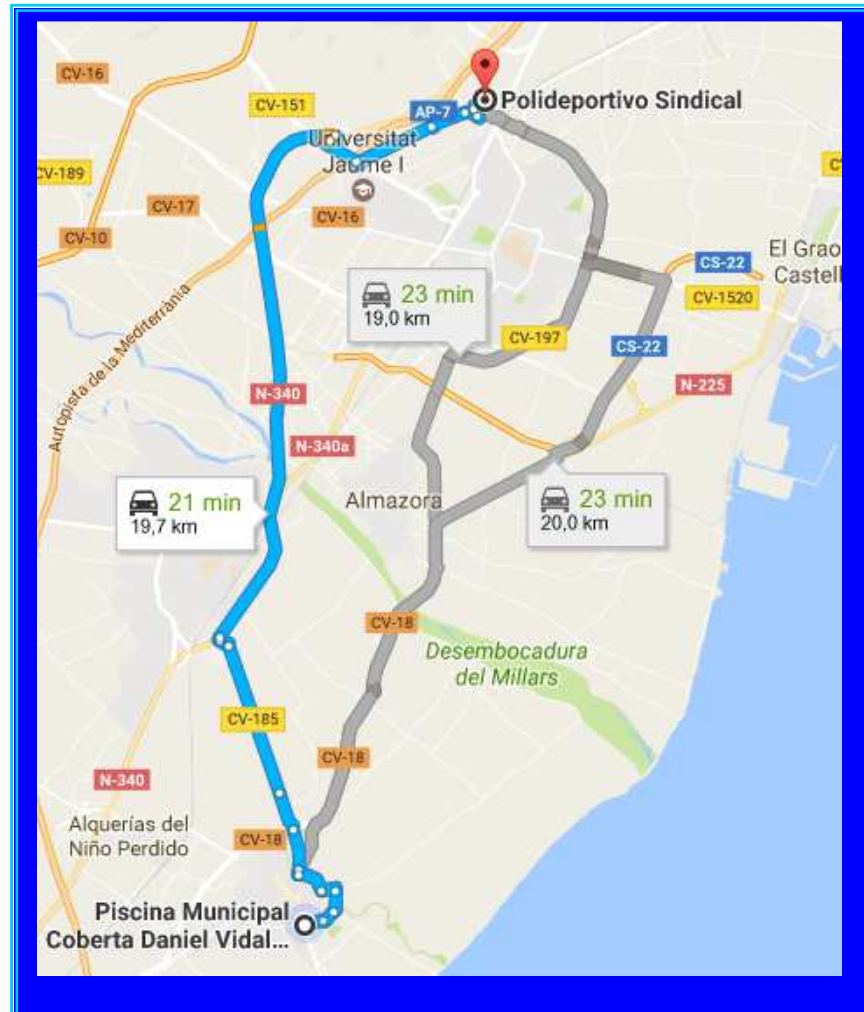 CV-16
CV-151
AP-7
Polideportivo Sindical
Universitat
Jaume I
CV-189
CV-17
CV-16
CV-10
CS-22
El Grao
Castell
CV-1520
23 min
19,0 km
CV-197
CS-22
Autopista de la Mediterrània
N-340
N-225
N-340a
21 min
19,7 km
Almazora
23 min
20,0 km
CV-18
Desembocadura
del Millars
CV-185
CV-18
N-340
Alquerías del
Niño Perdido
CV-18
Piscina Municipal
Coberta Daniel Vidal...